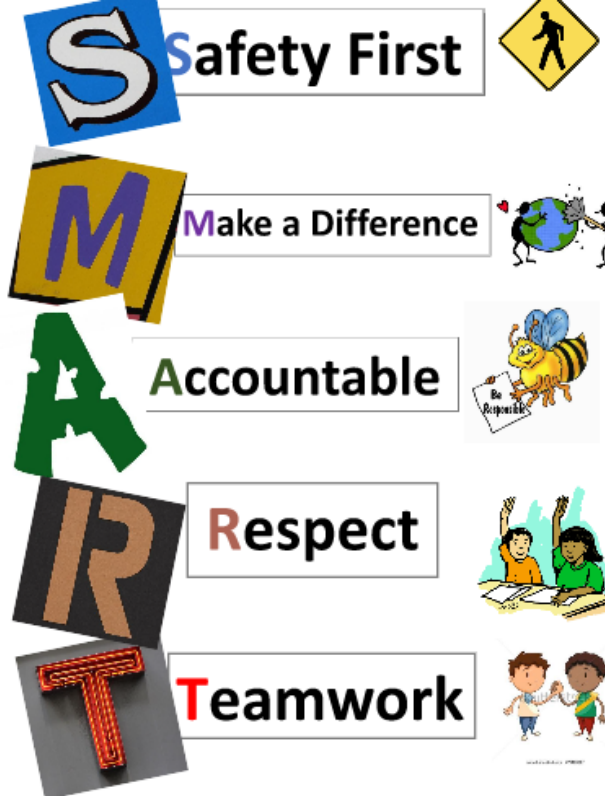 S Safety First
M Make a Difference
A Accountable
Be
Responsible
R Respect
T Teamwork